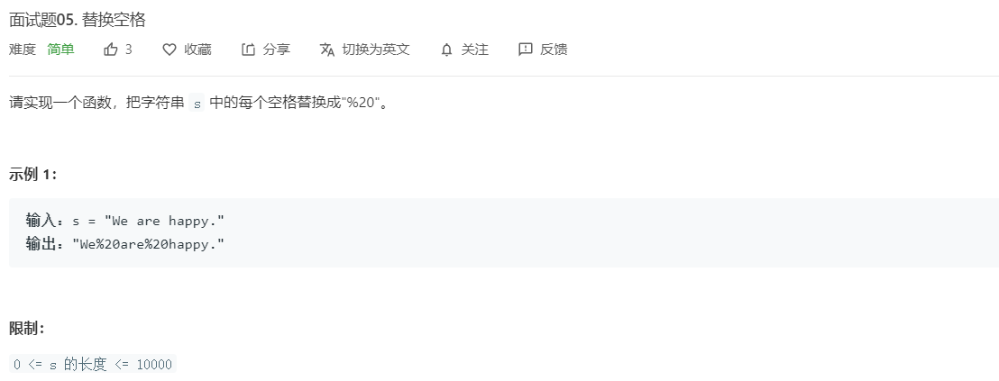 面试题05. 替换空格
难度 简单 3 收藏 分享 切换为英文 关注 反馈
请实现一个函数，把字符串 s 中的每个空格替换成"%20"。
示例 1：
输入：s = "We are happy."
输出："We%20are%20happy."
限制：
0 <= s 的长度 <= 10000